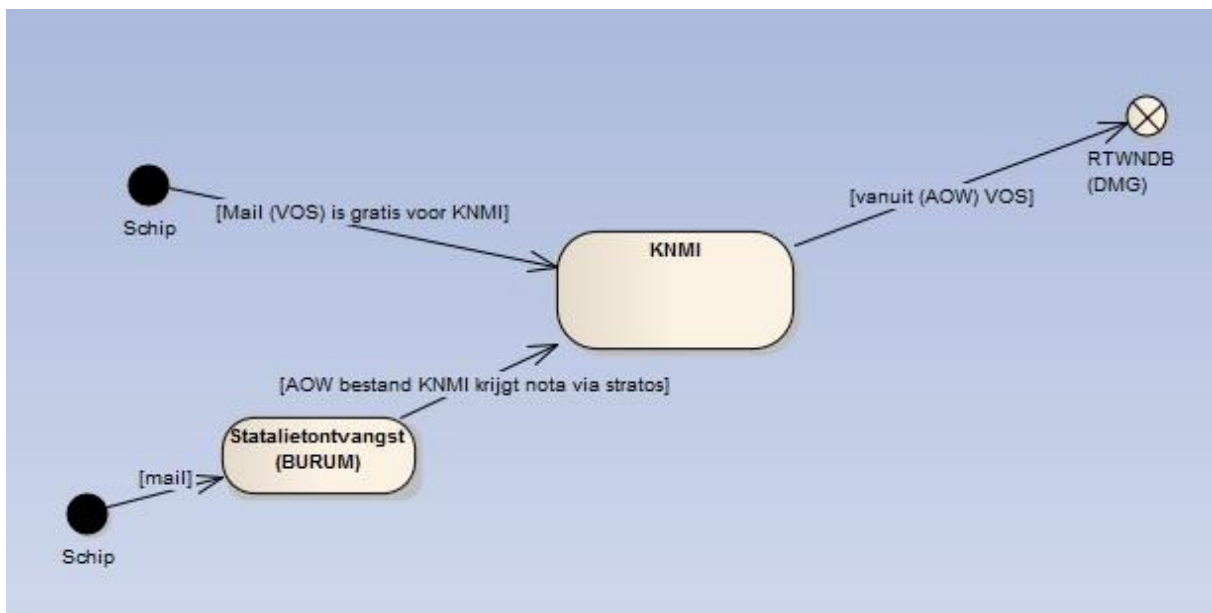 RTWNDB
(DMG)
[vanuit (AOW) VOS]
[Mail (VOS) is gratis voor KNMI]
Schip
KNMI
[AOW bestand KNMI krijgt nota via stratos]
Statalietontvangst
(BURUM)
[mail]
Schip